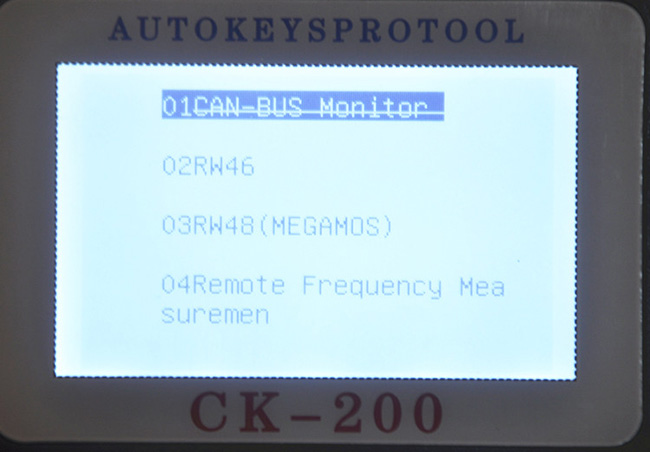 AUTOKEYSPROTOOL
01CAN-BUS Monitor
02RW46
03RW48(MEGAMOS)
04Remote Frequency Mea
suremen
CK-200